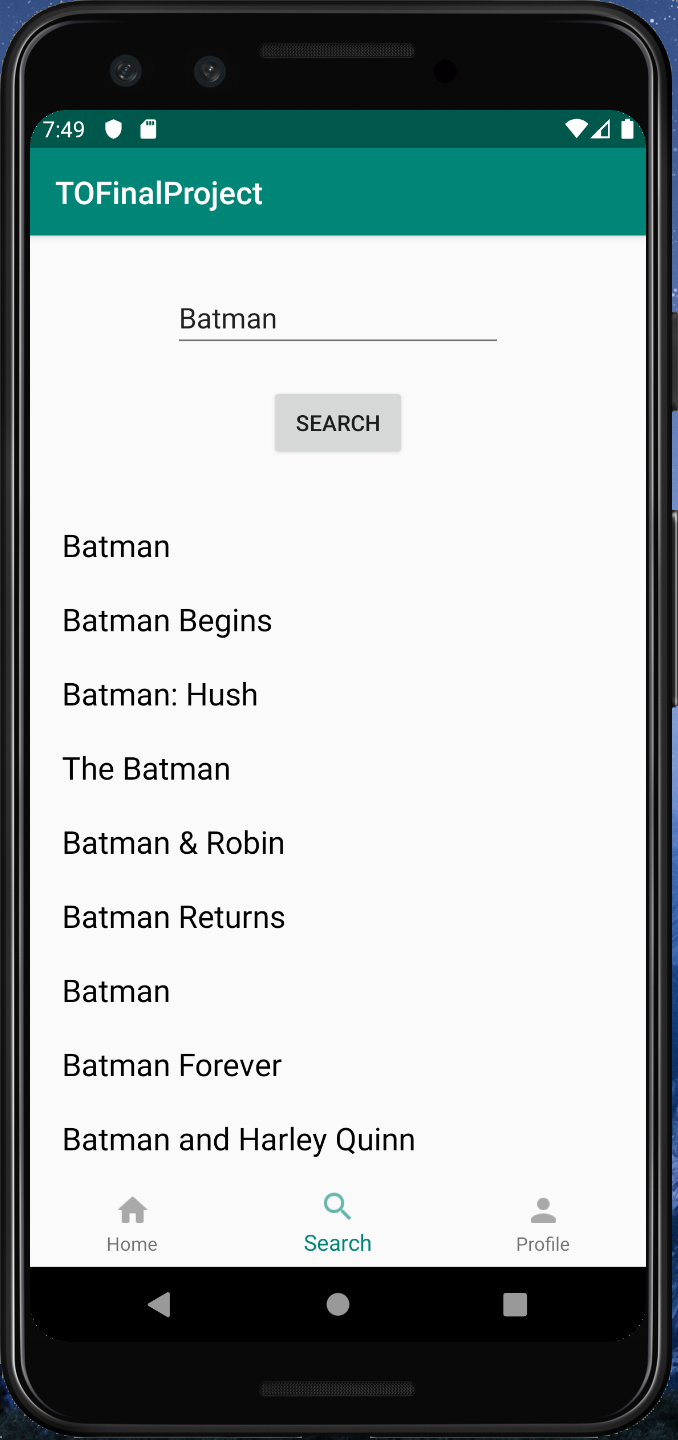 7:49
TOFinalProject
Batman
SEARCH
Batman
Batman Begins
Batman: Hush
The Batman
Batman & Robin
Batman Returns
Batman
Batman Forever
Batman and Harley Quinn
Home Search Profile